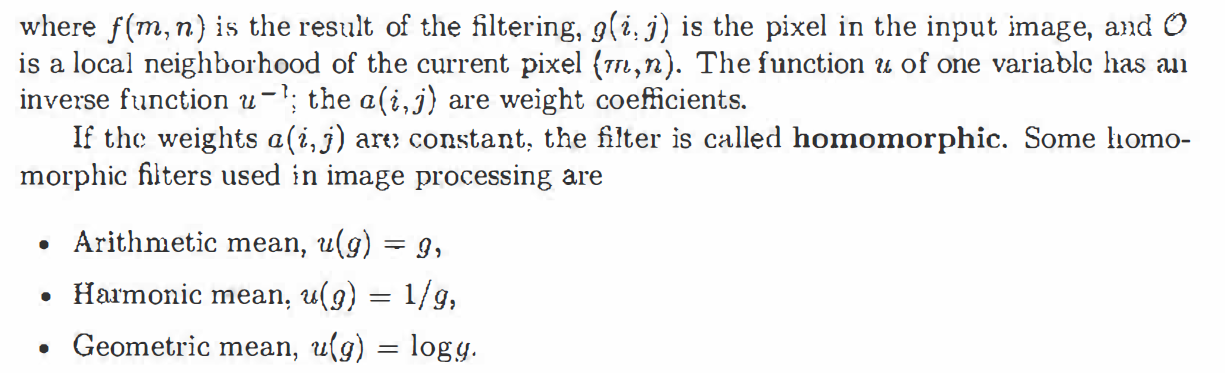 where f(m,n) is the result of the filtering, g(i,j) is the pixel in the input image, and 𝒪
is a local neighborhood of the current pixel (m,n). The function u of one variable has an
inverse function u⁻¹; the a(i,j) are weight coefficients.
If the weights a(i,j) are constant, the filter is called homomorphic. Some homo-
morphic filters used in image processing are
• Arithmetic mean, u(g) = g,
• Harmonic mean, u(g) = 1/g,
• Geometric mean, u(g) = log g.